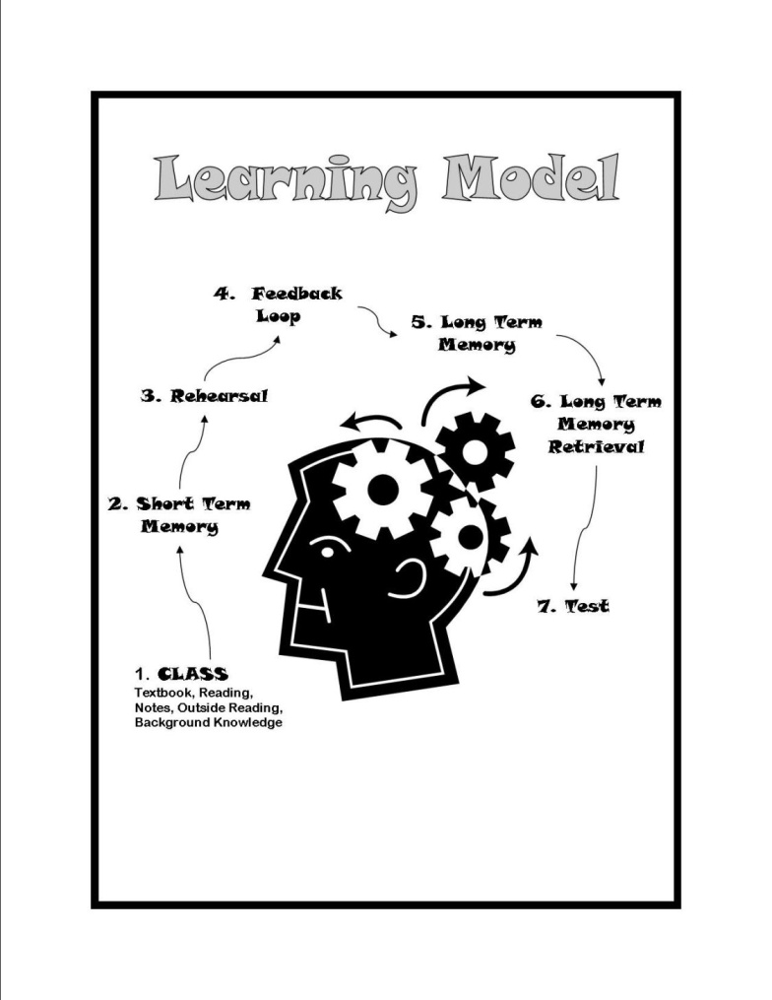 Learning Model
4. Feedback
Loop
5. Long Term
Memory
3. Rehearsal
6. Long Term
Memory
Retrieval
2. Short Term
Memory
7. Test
1. CLASS
Textbook, Reading,
Notes, Outside Reading,
Background Knowledge